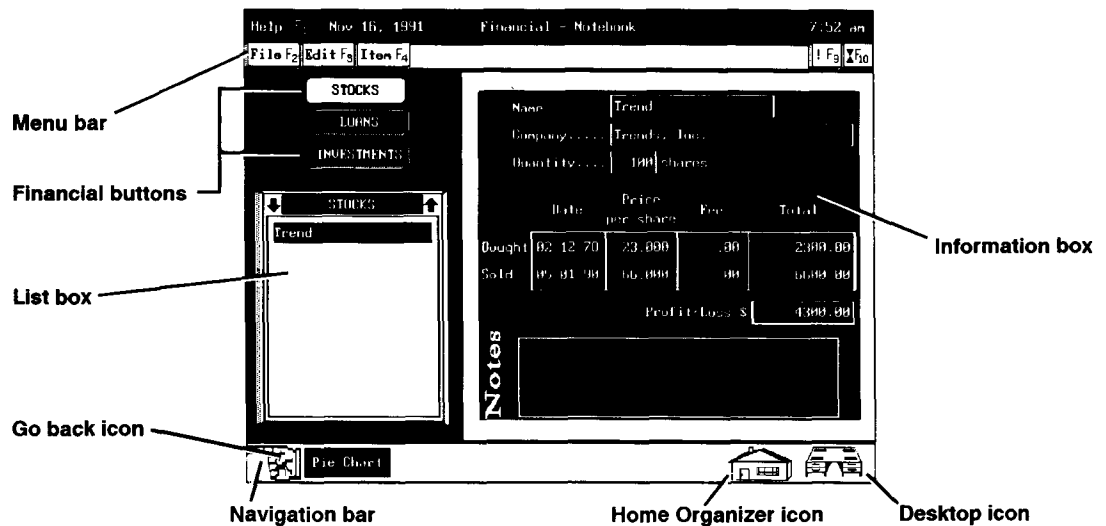 Help F1 Nov 16, 1991 Financial - Notebook 7:52 am
File F2 Edit F3 Item F4 ! F9 F10
STOCKS
LOANS
INVESTMENTS
Menu bar
Financial buttons
STOCKS
Trend
List box
Name Trend
Company..... Trends, Inc.
Quantity.... 100 shares
Date Price per share Fee Total
Bought 02 12 70 23.000 .00 2300.00
Sold 05 01 90 66.000 .00 6600.00
Profit/Loss $ 4300.00
Information box
Notes
Go back icon
Pie Chart
Navigation bar
Home Organizer icon
Desktop icon